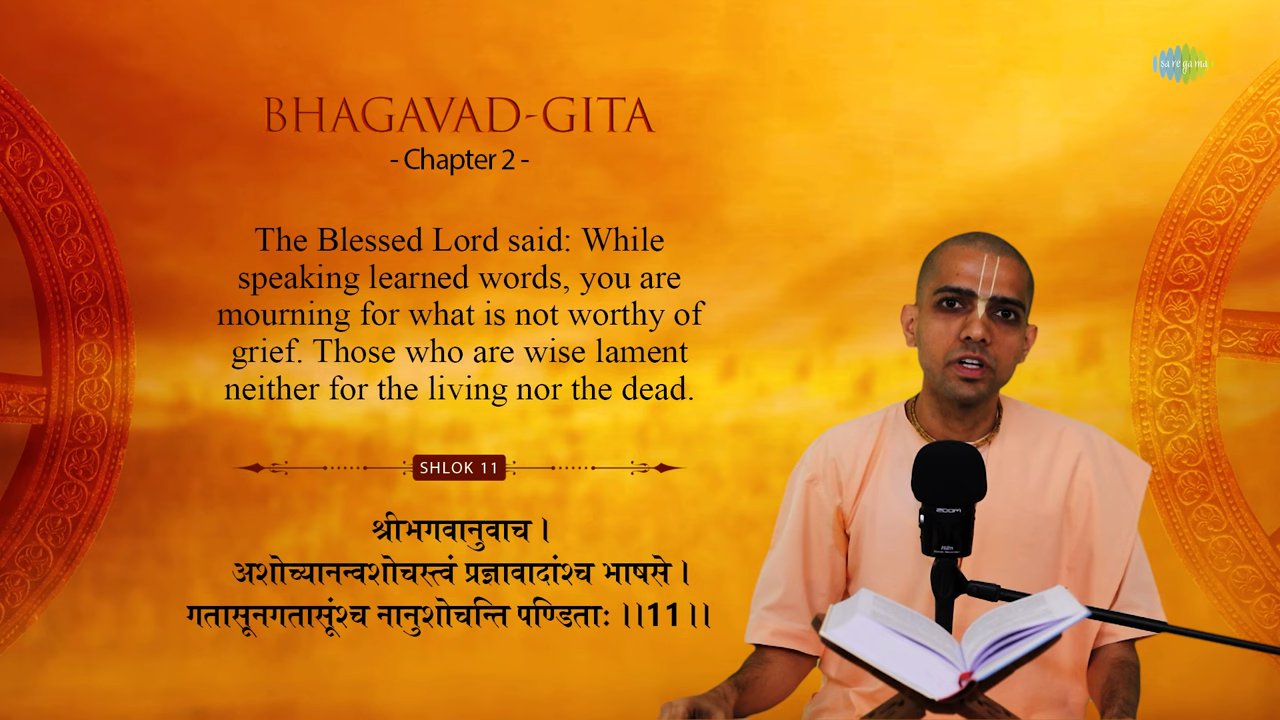 saregama
BHAGAVAD-GITA
- Chapter 2 -
The Blessed Lord said: While
speaking learned words, you are
mourning for what is not worthy of
grief. Those who are wise lament
neither for the living nor the dead.
SHLOK 11
श्रीभगवानुवाच ।
अशोच्यानन्वशोचस्त्वं प्रज्ञावादांश्च भाषसे ।
गतासूनगतासूंश्च नानुशोचन्ति पण्डिताः ।।11।।
zoom